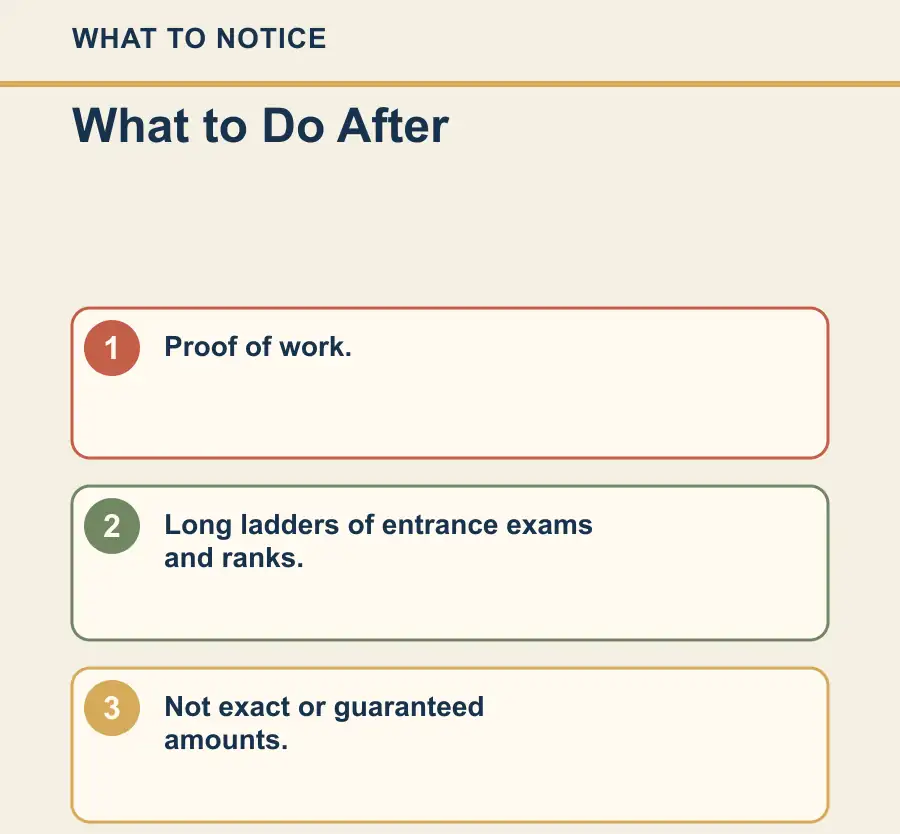 WHAT TO NOTICE
What to Do After
1
Proof of work.
2
Long ladders of entrance exams
and ranks.
3
Not exact or guaranteed
amounts.